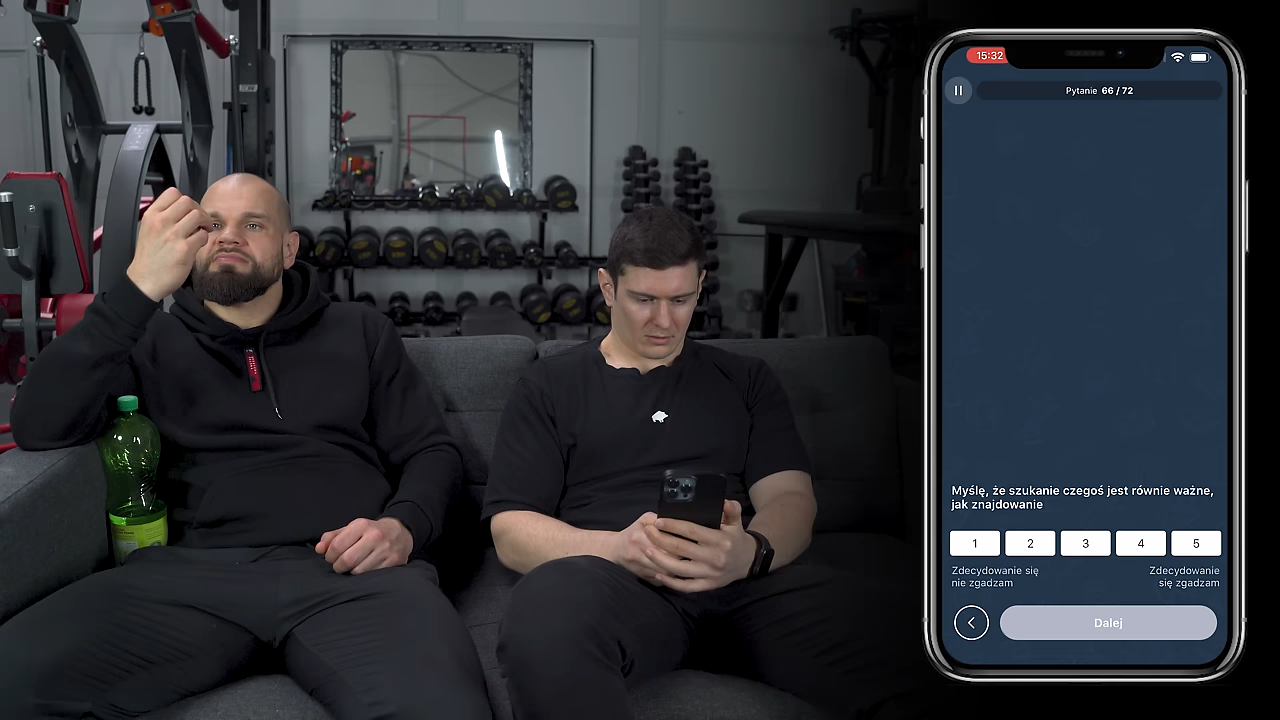 15:32
Pytanie 66 / 72
Myślę, że szukanie czegoś jest równie ważne,
jak znajdowanie
1 2 3 4 5
Zdecydowanie się
nie zgadzam
Zdecydowanie
się zgadzam
Dalej